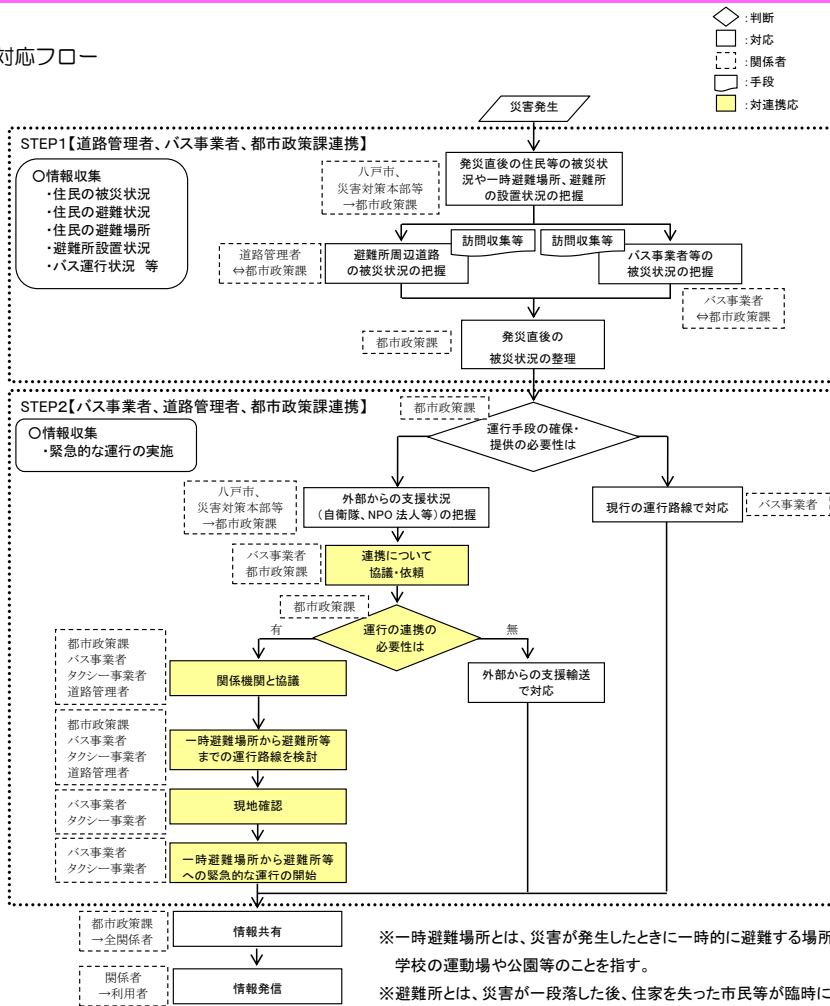 :判断
:対応
:関係者
:手段
:対連携応
対応フロー
災害発生
STEP1【道路管理者、バス事業者、都市政策課連携】
○情報収集
・住民の被災状況
・住民の避難状況
・住民の避難場所
・避難所設置状況
・バス運行状況 等
八戸市、
災害対策本部等
→都市政策課
発災直後の住民等の被災状
況や一時避難場所、避難所
の設置状況の把握
道路管理者
⇔都市政策課
避難所周辺道路
の被災状況の把握
訪問収集等
訪問収集等
バス事業者等の
被災状況の把握
バス事業者
⇔都市政策課
都市政策課
発災直後の
被災状況の整理
STEP2【バス事業者、道路管理者、都市政策課連携】
○情報収集
・緊急的な運行の実施
都市政策課
運行手段の確保・
提供の必要性は
八戸市、
災害対策本部等
→都市政策課
外部からの支援状況
(自衛隊、NPO 法人等)の把握
現行の運行路線で対応
バス事業者
バス事業者
都市政策課
連携について
協議・依頼
都市政策課
運行の連携の
必要性は
有
無
都市政策課
バス事業者
タクシー事業者
道路管理者
関係機関と協議
外部からの支援輸送
で対応
都市政策課
バス事業者
タクシー事業者
道路管理者
一時避難場所から避難所等
までの運行路線を検討
バス事業者
タクシー事業者
現地確認
バス事業者
タクシー事業者
一時避難場所から避難所等
への緊急的な運行の開始
都市政策課
→全関係者
情報共有
関係者
→利用者
情報発信
※一時避難場所とは、災害が発生したときに一時的に避難する場所
学校の運動場や公園等のことを指す。
※避難所とは、災害が一段落した後、住家を失った市民等が臨時に